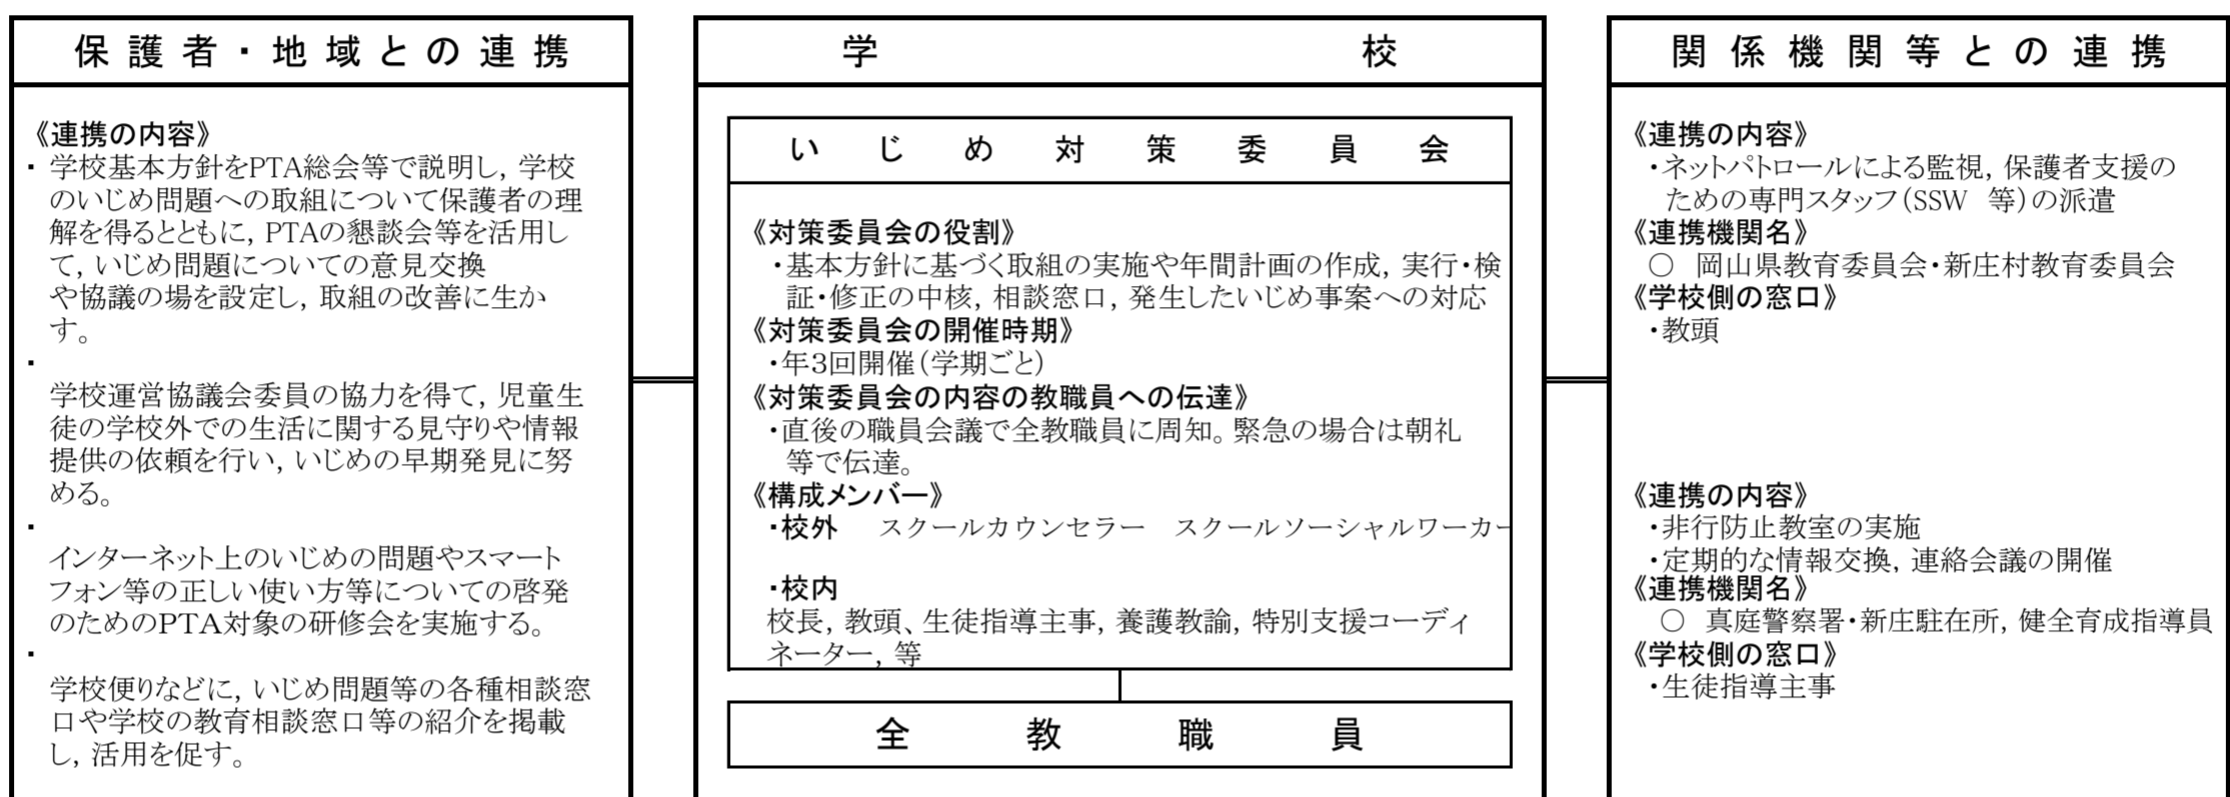 保護者・地域との連携
《連携の内容》
・学校基本方針をPTA総会等で説明し，学校
のいじめ問題への取組について保護者の理
解を得るとともに，PTAの懇談会等を活用し
て，いじめ問題についての意見交換
や協議の場を設定し，取組の改善に生か
す。
・
学校運営協議会委員の協力を得て，児童生
徒の学校外での生活に関する見守りや情報
提供の依頼を行い，いじめの早期発見に努
める。
・
インターネット上のいじめの問題やスマート
フォン等の正しい使い方等についての啓発
のためのPTA対象の研修会を実施する。
・
学校便りなどに，いじめ問題等の各種相談窓
口や学校の教育相談窓口等の紹介を掲載
し，活用を促す。
学校
いじめ対策委員会
《対策委員会の役割》
・基本方針に基づく取組の実施や年間計画の作成，実行・検
証・修正の中核，相談窓口，発生したいじめ事案への対応
《対策委員会の開催時期》
・年３回開催（学期ごと）
《対策委員会の内容の教職員への伝達》
・直後の職員会議で全教職員に周知。緊急の場合は朝礼
等で伝達。
《構成メンバー》
・校外　スクールカウンセラー　スクールソーシャルワーカー
・校内
校長，教頭、生徒指導主事，養護教諭，特別支援コーディ
ネーター，等
全教職員
関係機関等との連携
《連携の内容》
・ネットパトロールによる監視，保護者支援の
ための専門スタッフ（SSW　等）の派遣
《連携機関名》
○　岡山県教育委員会・新庄村教育委員会
《学校側の窓口》
・教頭
《連携の内容》
・非行防止教室の実施
・定期的な情報交換，連絡会議の開催
《連携機関名》
○　真庭警察署・新庄駐在所，健全育成指導員
《学校側の窓口》
・生徒指導主事